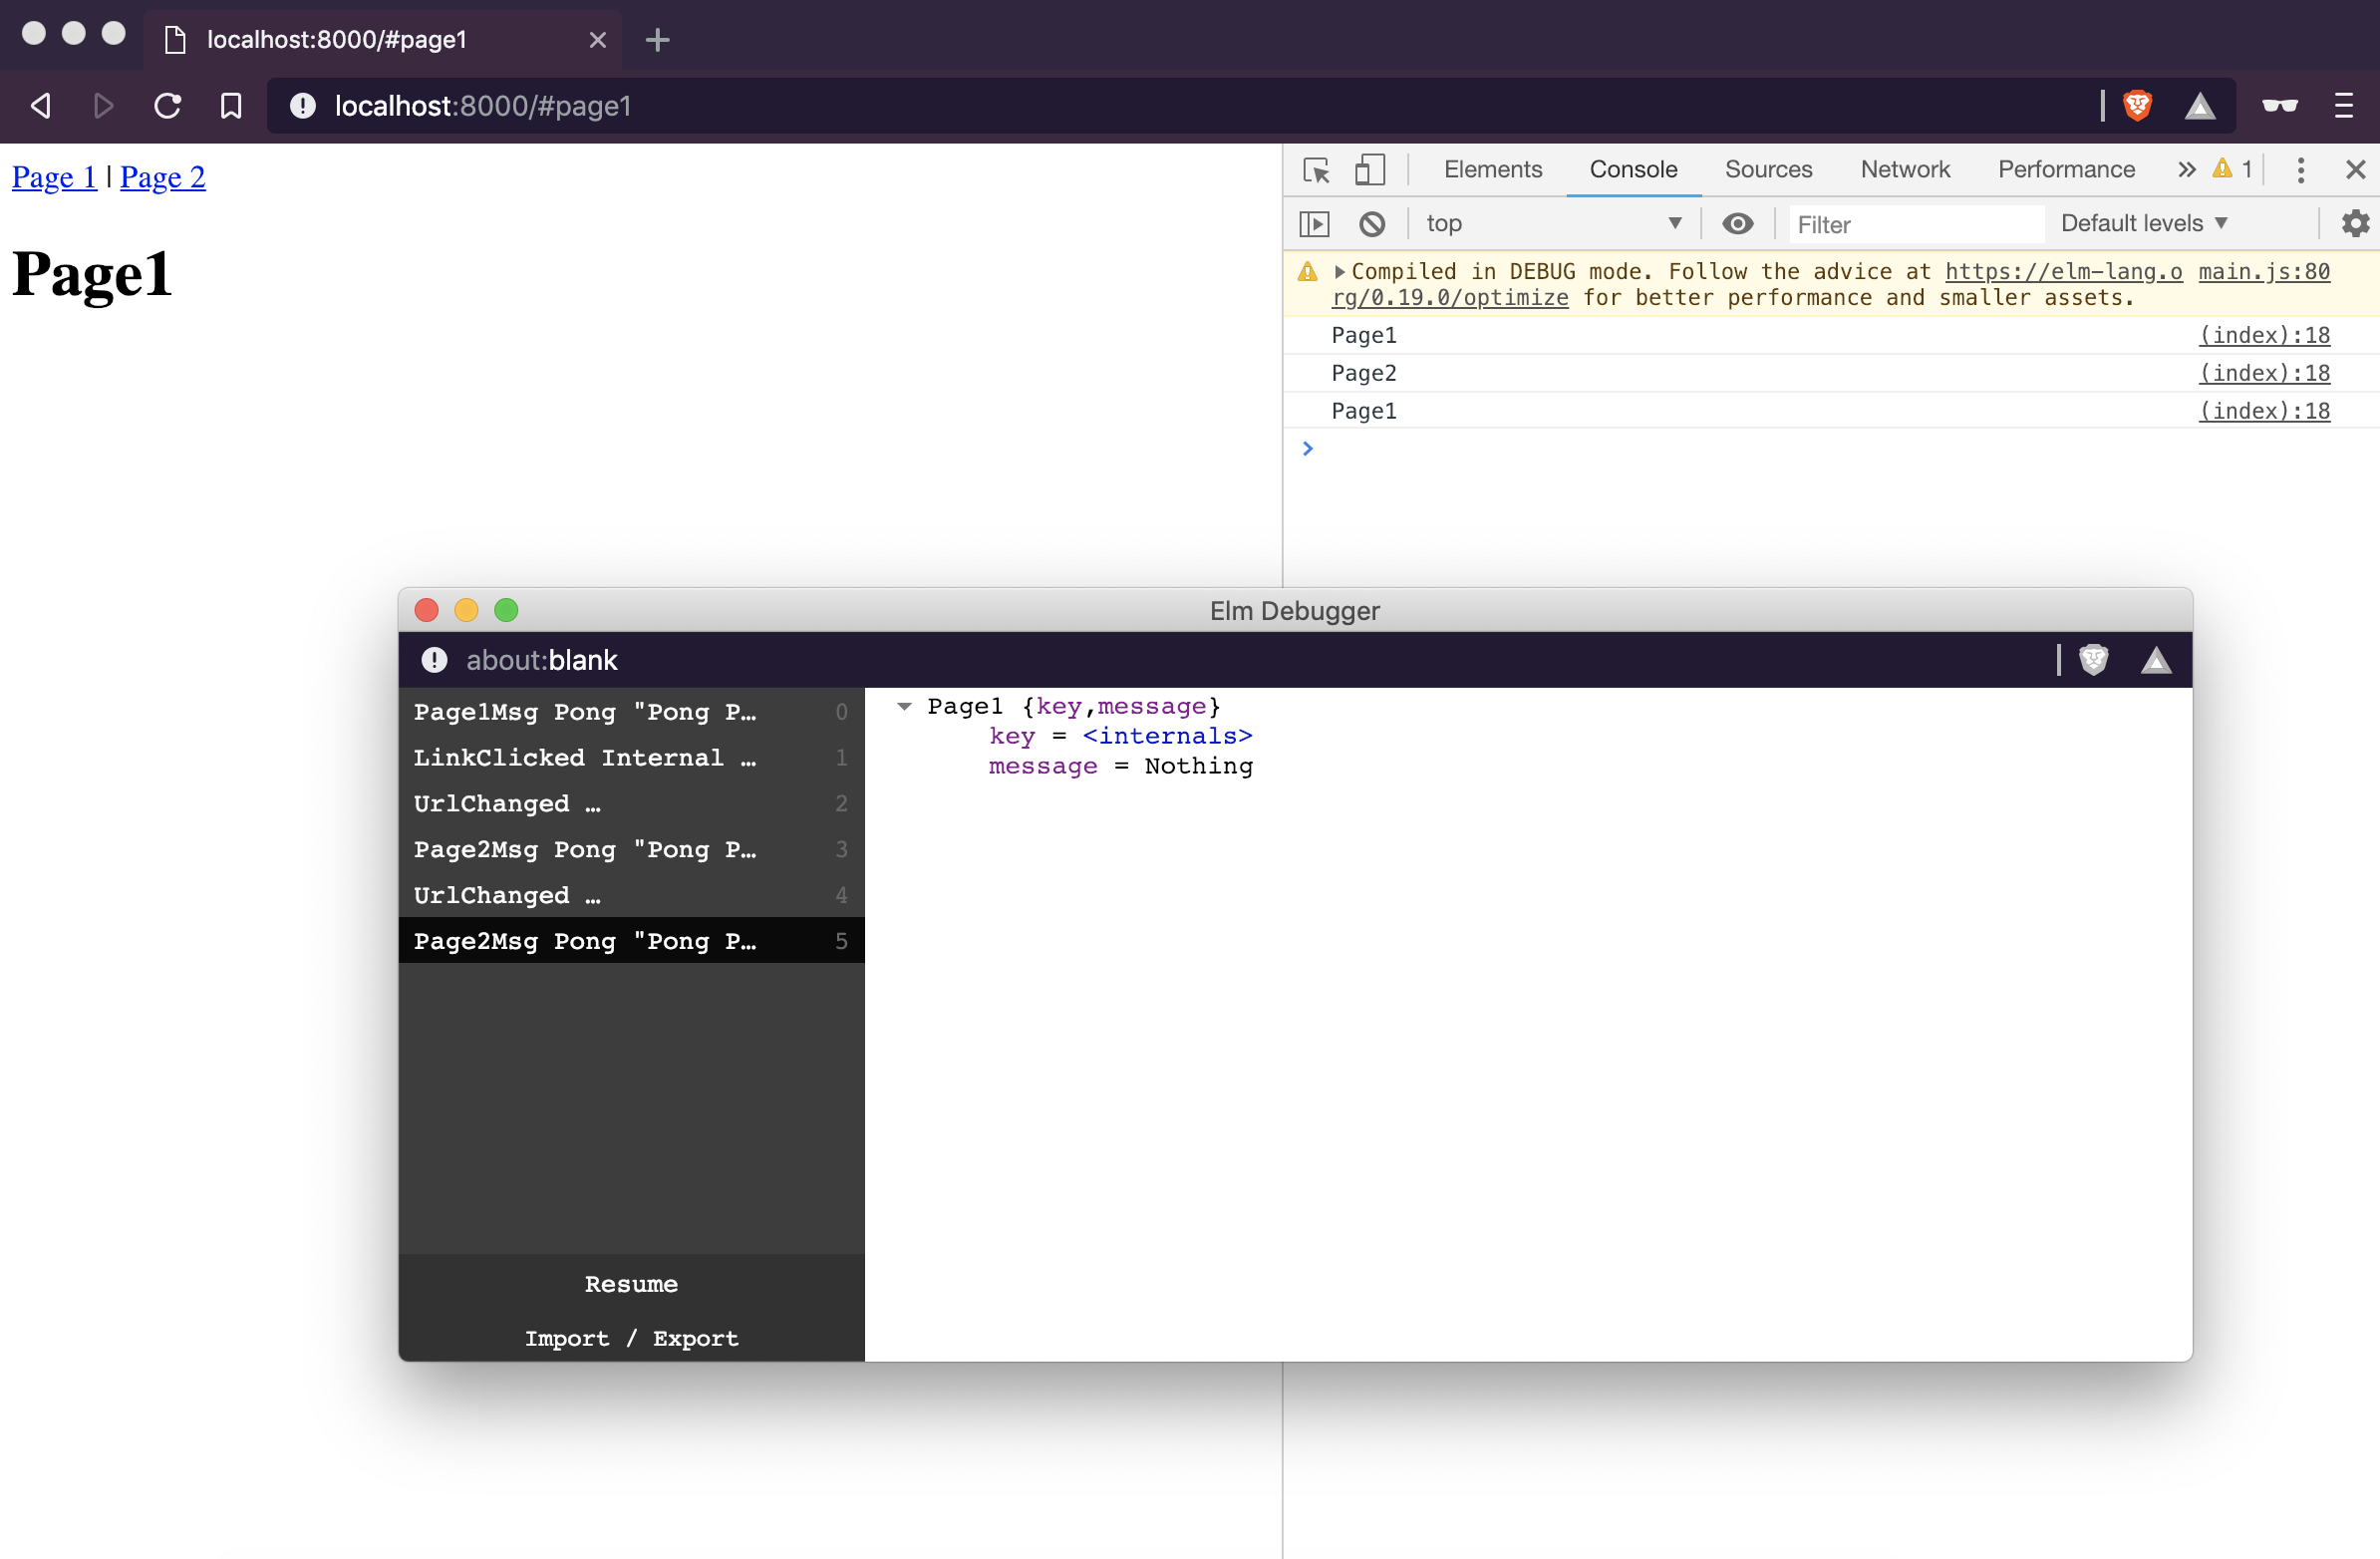 localhost:8000/#page1
localhost:8000/#page1
Page 1 | Page 2
Page1
Elements Console Sources Network Performance » 1
top Filter Default levels
Compiled in DEBUG mode. Follow the advice at https://elm-lang.o main.js:80
rg/0.19.0/optimize for better performance and smaller assets.
Page1 (index):18
Page2 (index):18
Page1 (index):18
Elm Debugger
about:blank
Page1Msg Pong "Pong P… 0
LinkClicked Internal … 1
UrlChanged … 2
Page2Msg Pong "Pong P… 3
UrlChanged … 4
Page2Msg Pong "Pong P… 5
Resume
Import / Export
Page1 {key,message}
key = <internals>
message = Nothing